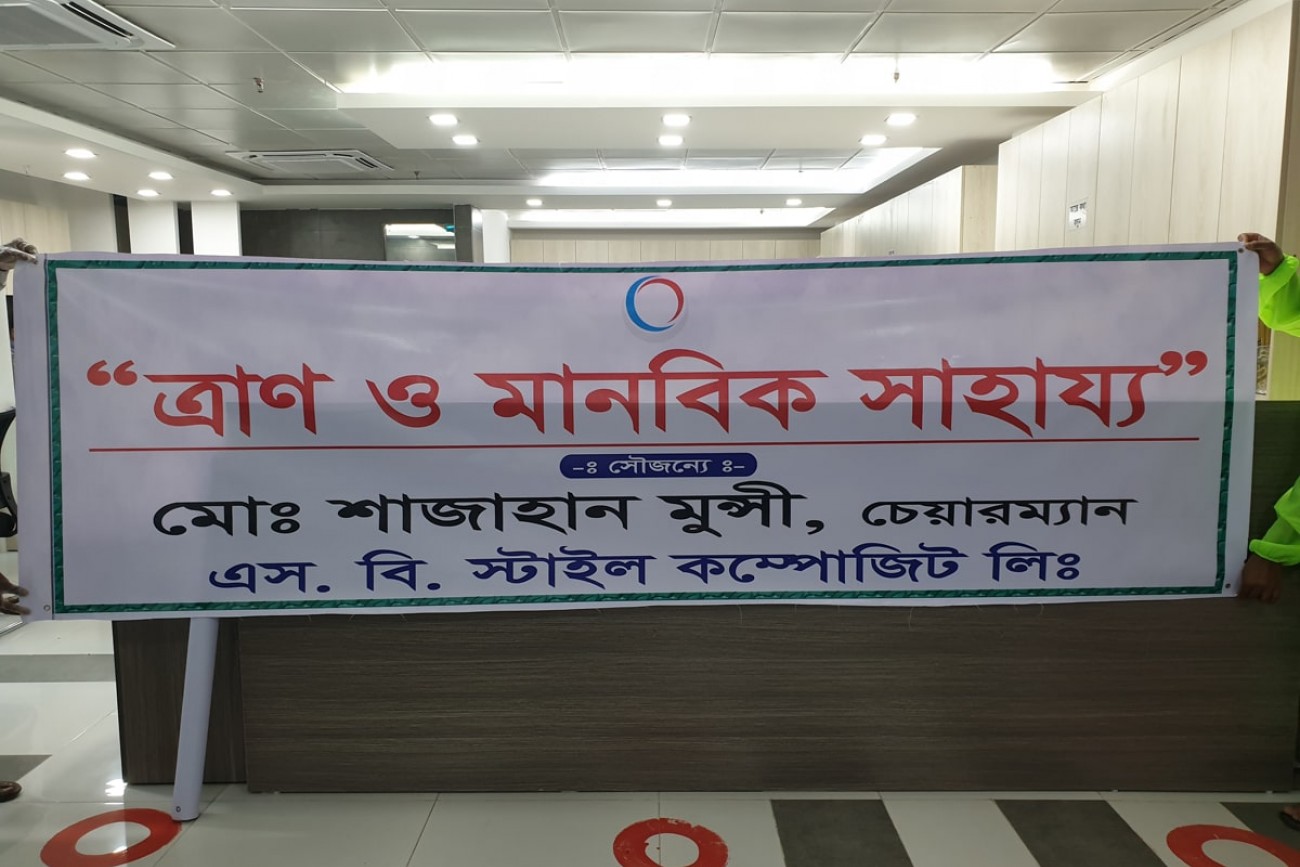 “ত্রাণ ও মানবিক সাহায্য”
-ঃ সৌজন্যে ঃ-
মোঃ শাজাহান মুন্সী, চেয়ারম্যান
এস. বি. স্টাইল কম্পোজিট লিঃ